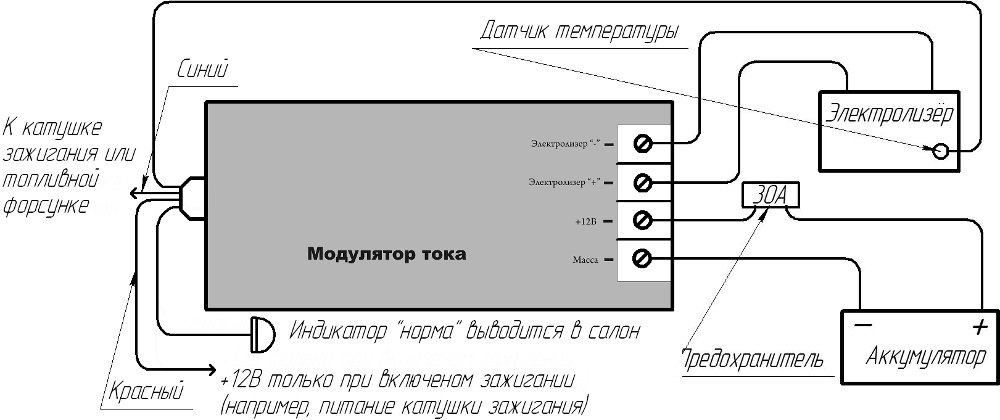 Датчик температуры
Синий
К катушке
зажигания или
топливной
форсунке
Электролизёр
Электролизер “-”
Электролизер “+”
30А
+12В
Модулятор тока
Масса
Индикатор "норма" выводится в салон
− +
Аккумулятор
Предохранитель
+12В только при включеном зажигании
(например, питание катушки зажигания)
Красный